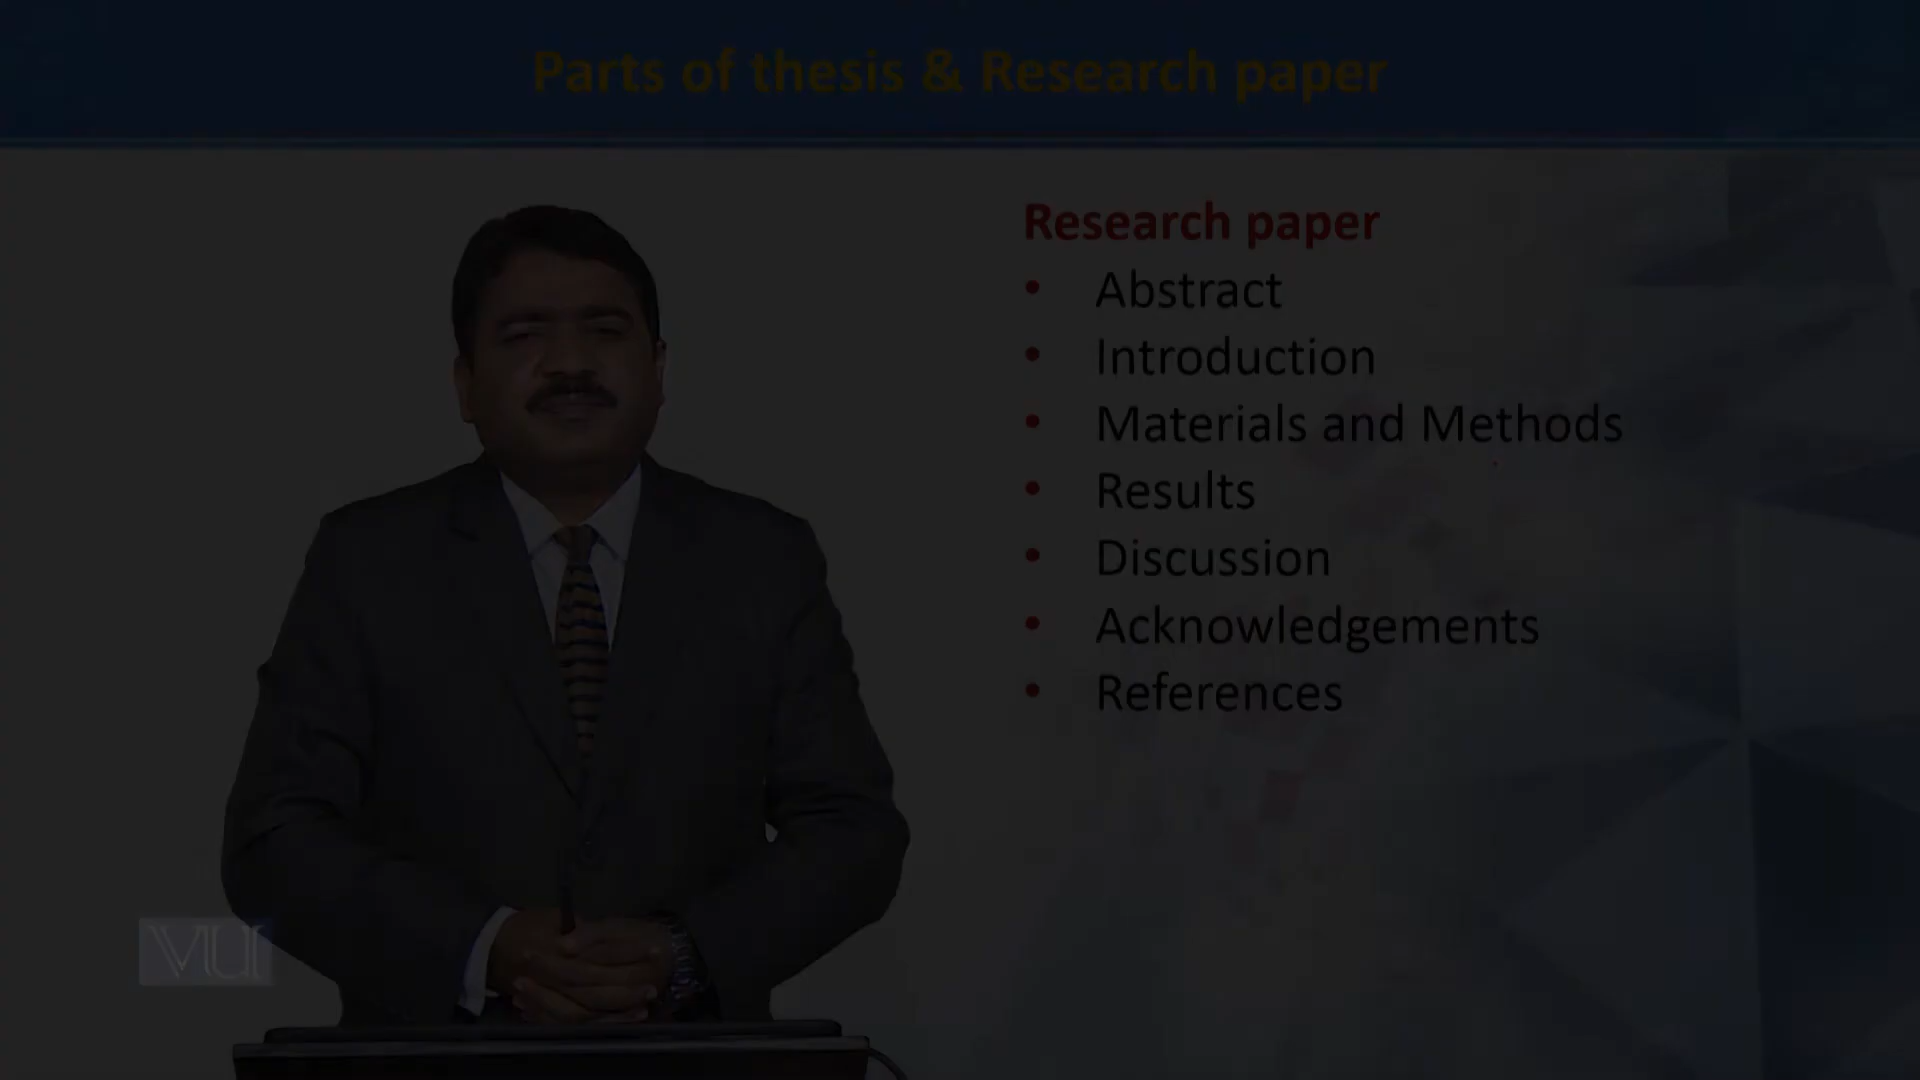 Parts of thesis & Research paper
Research paper
• Abstract
• Introduction
• Materials and Methods
• Results
• Discussion
• Acknowledgements
• References
VU